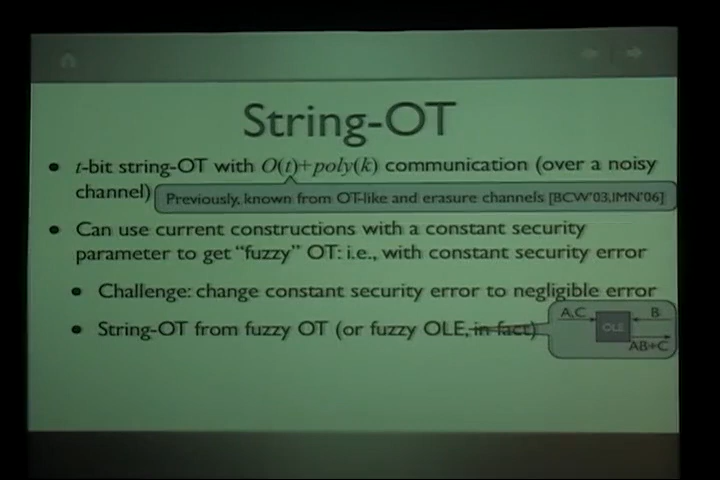 String-OT
• t-bit string-OT with O(t)+poly(k) communication (over a noisy
channel)
Previously, known from OT-like and erasure channels [BCW'03,IMN'06]
• Can use current constructions with a constant security
parameter to get "fuzzy" OT: i.e., with constant security error
• Challenge: change constant security error to negligible error
• String-OT from fuzzy OT (or fuzzy OLE, in fact)
A,C
B
OLE
AB+C